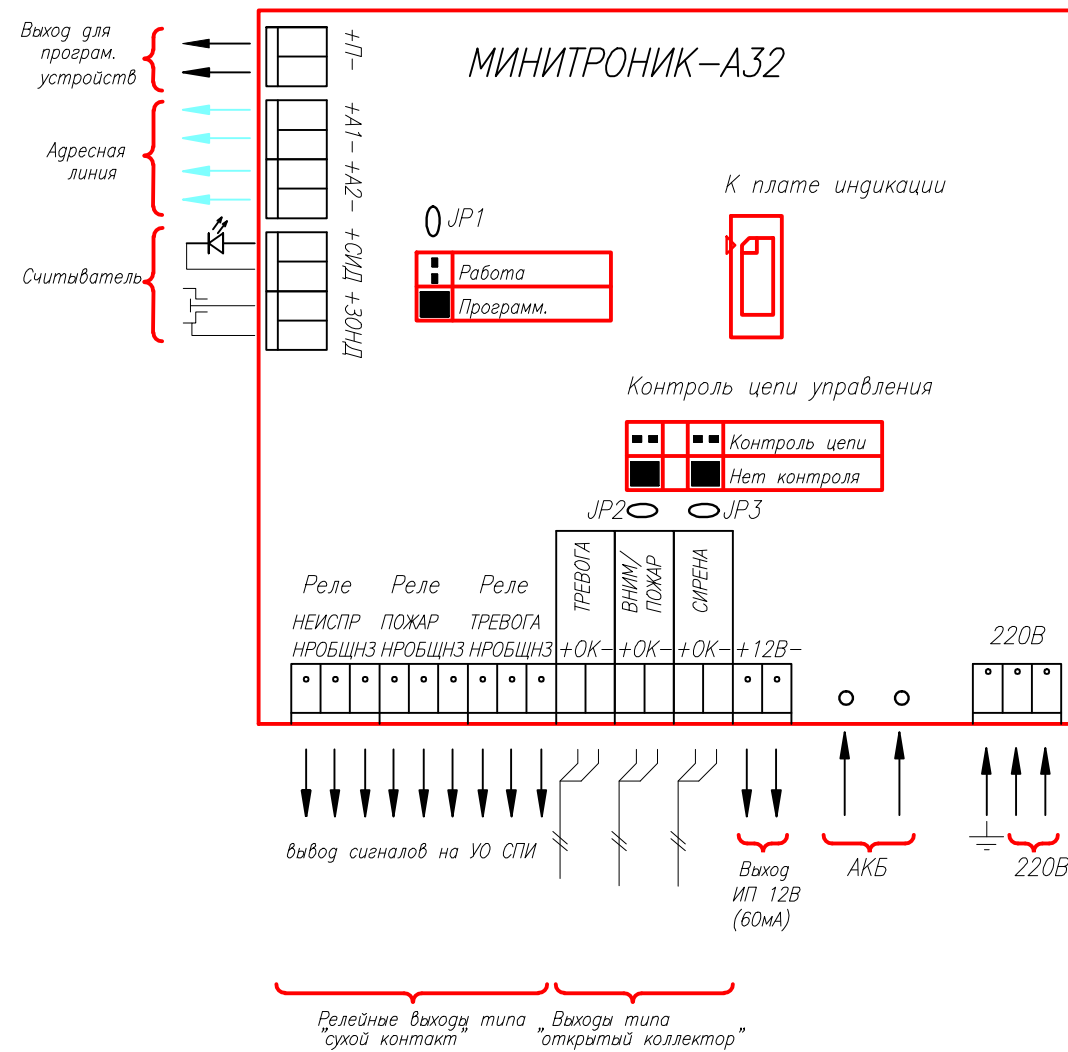 МИНИТРОНИК-А32
Выход для
програм.
устройств
+П-
Адресная
линия
+А1- +А2-
Считыватель
+СИД +ЗОНД
JP1
Работа
Программ.
К плате индикации
Контроль цепи управления
Контроль цепи
Нет контроля
JP2
JP3
Реле
НЕИСПР
НРОБЩНЗ
Реле
ПОЖАР
НРОБЩНЗ
Реле
ТРЕВОГА
НРОБЩНЗ
ТРЕВОГА
+ОК-
ВНИМ/
ПОЖАР
+ОК-
СИРЕНА
+ОК-
+12В-
220В
вывод сигналов на УО СПИ
Выход
ИП 12В
(60мА)
АКБ
220В
Релейные выходы типа
"сухой контакт"
Выходы типа
"открытый коллектор"